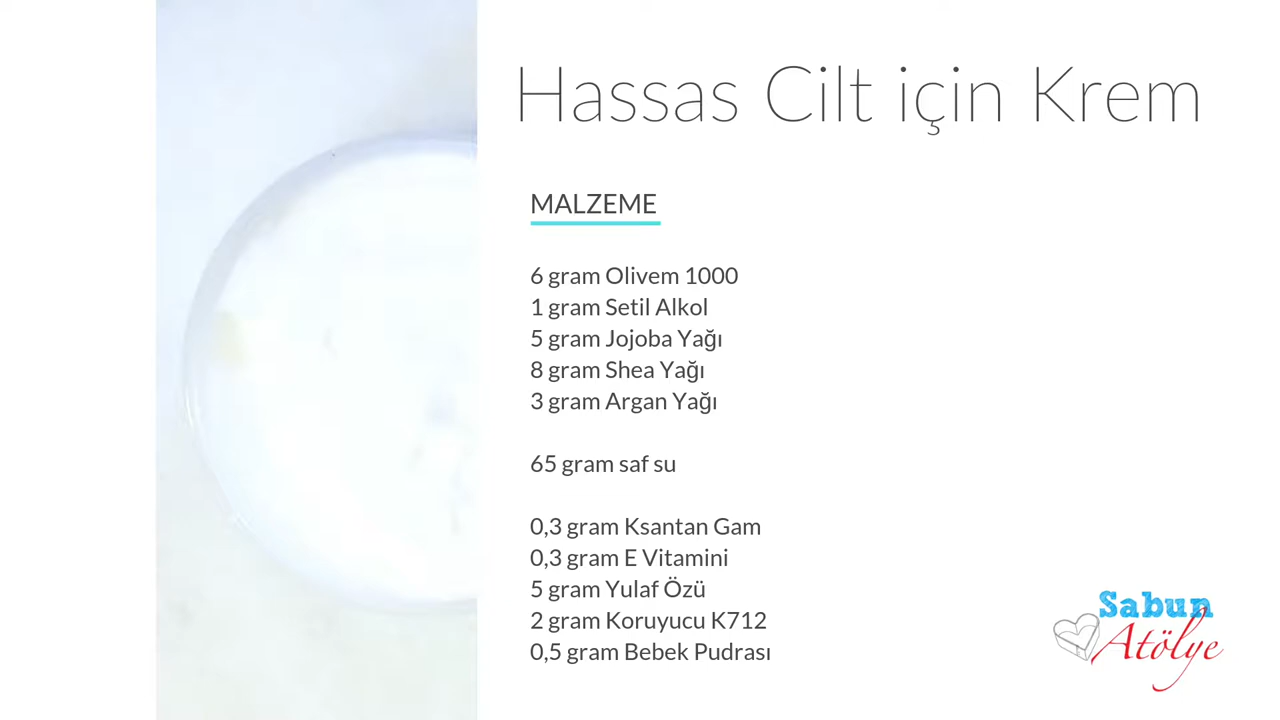 Hassas Cilt için Krem
MALZEME
6 gram Olivem 1000
1 gram Setil Alkol
5 gram Jojoba Yağı
8 gram Shea Yağı
3 gram Argan Yağı
65 gram saf su
0,3 gram Ksantan Gam
0,3 gram E Vitamini
5 gram Yulaf Özü
2 gram Koruyucu K712
0,5 gram Bebek Pudrası
Sabun
Atölye